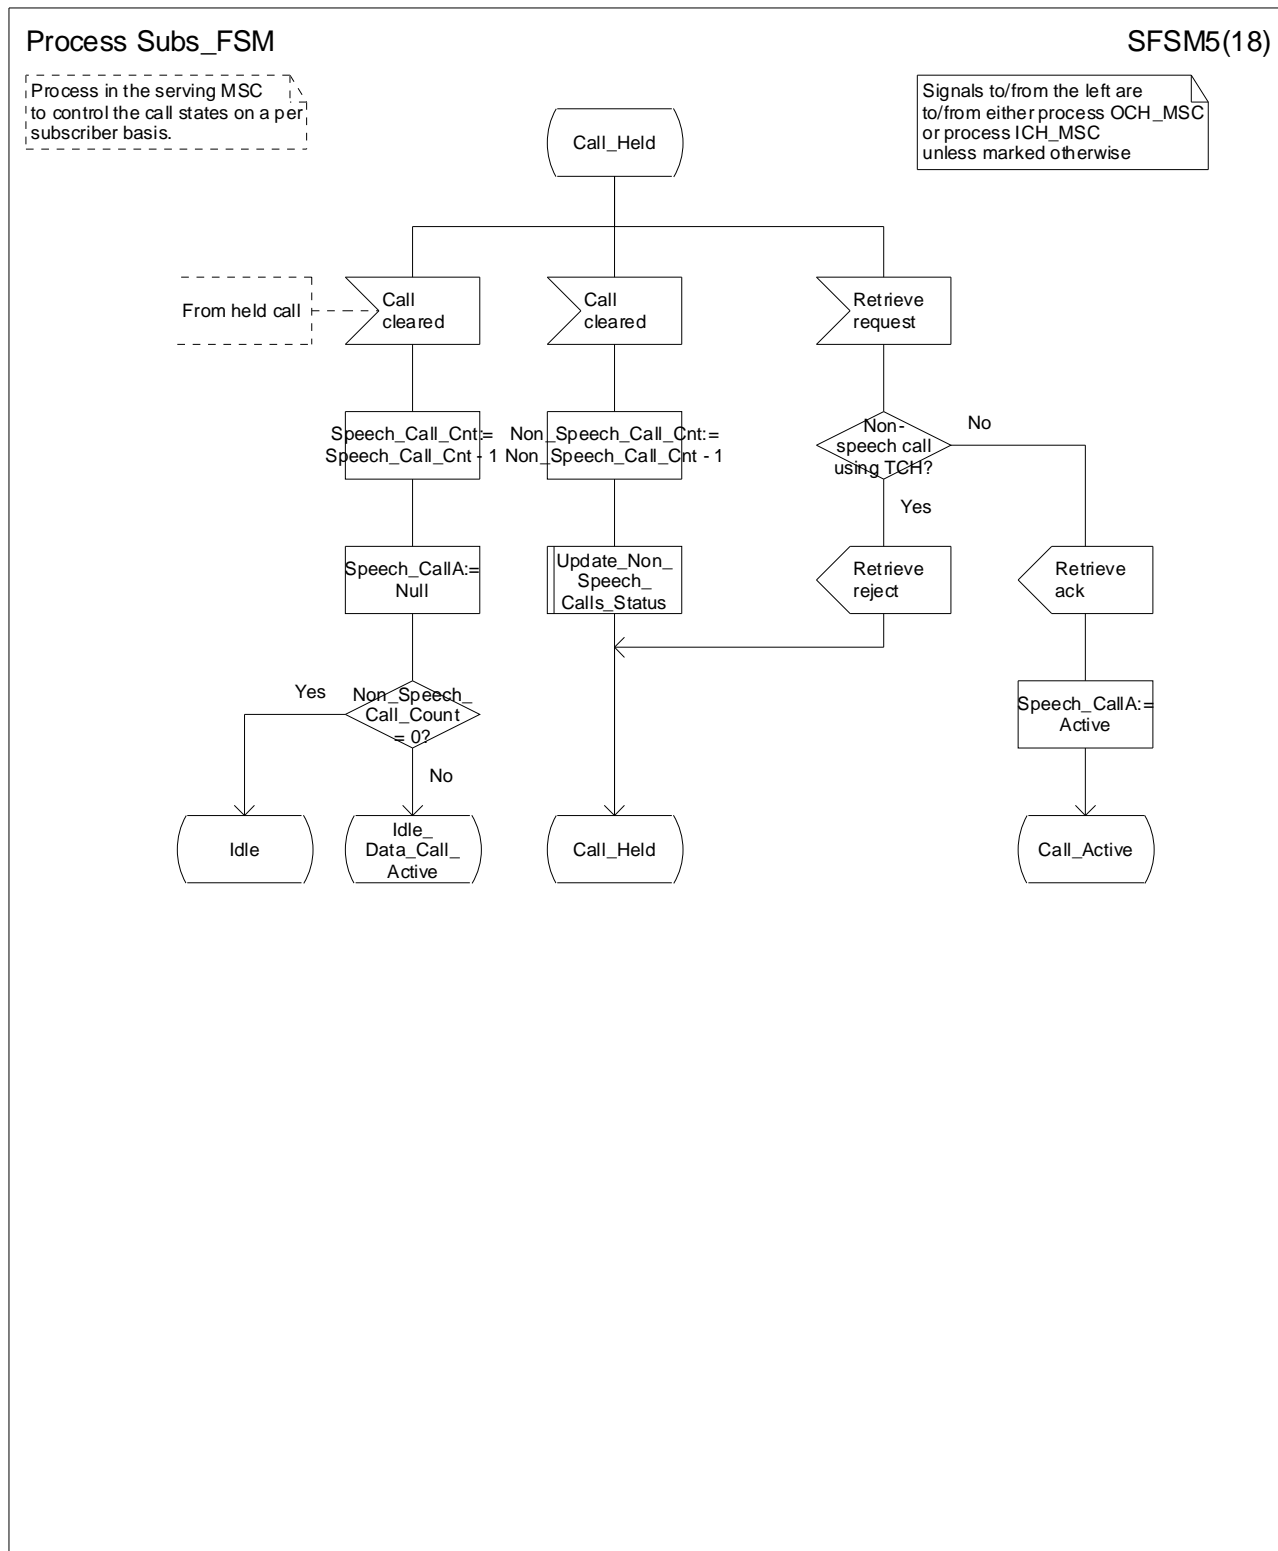 Process Subs_FSM
SFSM5(18)
Process in the serving MSC
to control the call states on a per
subscriber basis.
Signals to/from the left are
to/from either process OCH_MSC
or process ICH_MSC
unless marked otherwise
Call_Held
From held call
Call
cleared
Call
cleared
Retrieve
request
Speech_Call_Cnt:=
Speech_Call_Cnt - 1
Non_Speech_Call_Cnt:=
Non_Speech_Call_Cnt - 1
Non-
speech call
using TCH?
No
Yes
Speech_CallA:=
Null
Update_Non_
Speech_
Calls_Status
Retrieve
reject
Retrieve
ack
Yes
Non_Speech_
Call_Count
= 0?
No
Speech_CallA:=
Active
Idle
Idle_
Data_Call_
Active
Call_Held
Call_Active